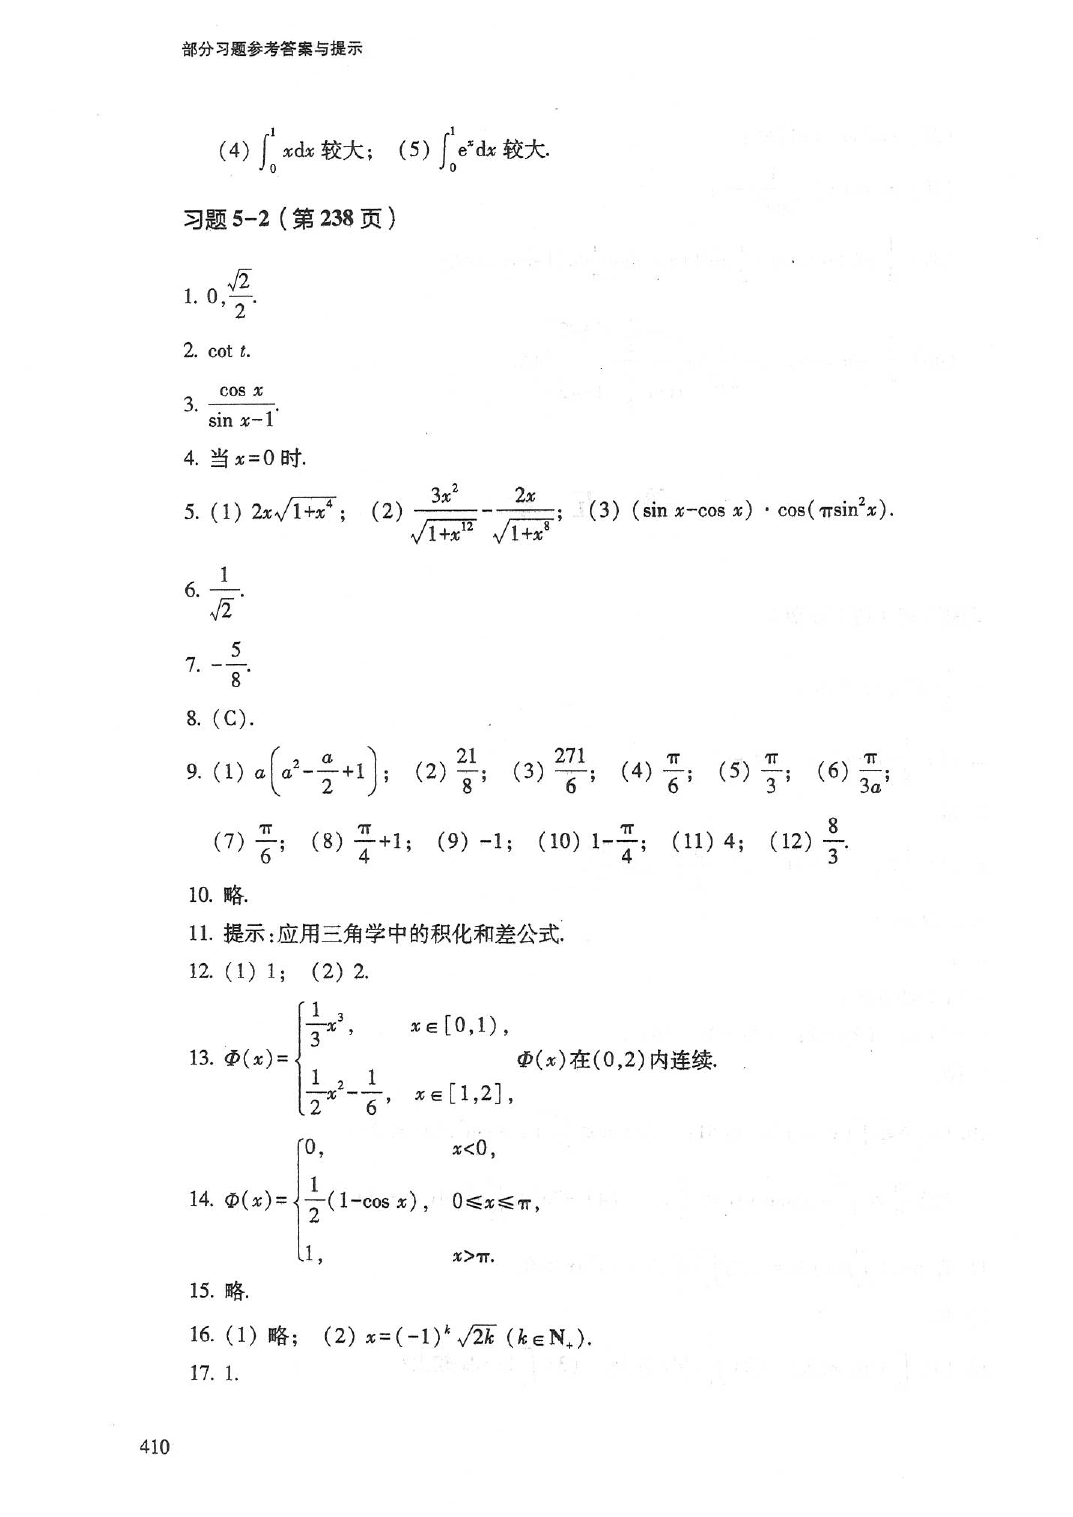 部分习题参考答案与提示
(4) ∫₀¹ xdx 较大; (5) ∫₀¹ eˣdx 较大.
习题 5-2 (第 238 页)
1. 0, √2/2.
2. cot t.
3. cos x/(sin x-1).
4. 当 x=0 时.
5. (1) 2x√(1+x⁴); (2) 3x²/√(1+x¹²) - 2x/√(1+x⁸); (3) (sin x-cos x)·cos(πsin²x).
6. 1/√2.
7. -5/8.
8. (C).
9. (1) a(a²-a/2+1); (2) 21/8; (3) 271/6; (4) π/6; (5) π/3; (6) π/3a;
(7) π/6; (8) π/4+1; (9) -1; (10) 1-π/4; (11) 4; (12) 8/3.
10. 略.
11. 提示:应用三角学中的积化和差公式.
12. (1) 1; (2) 2.
13. Φ(x)={ 1/3 x³, x∈[0,1),
1/2 x²-1/6, x∈[1,2], Φ(x)在(0,2)内连续.
14. Φ(x)={ 0, x<0,
1/2(1-cos x), 0≤x≤π,
1, x>π.
15. 略.
16. (1) 略; (2) x=(-1)ᵏ√2k (k∈N₊).
17. 1.
410